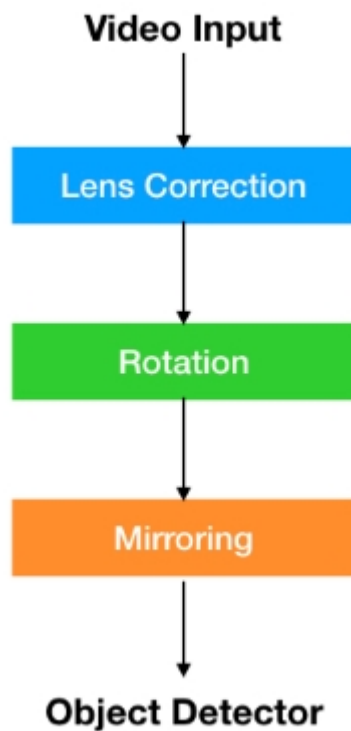 Video Input
Lens Correction
Rotation
Mirroring
Object Detector